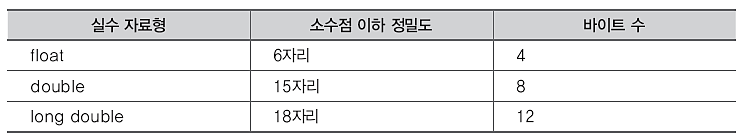 실수 자료형 소수점 이하 정밀도 바이트 수
float 6자리 4
double 15자리 8
long double 18자리 12